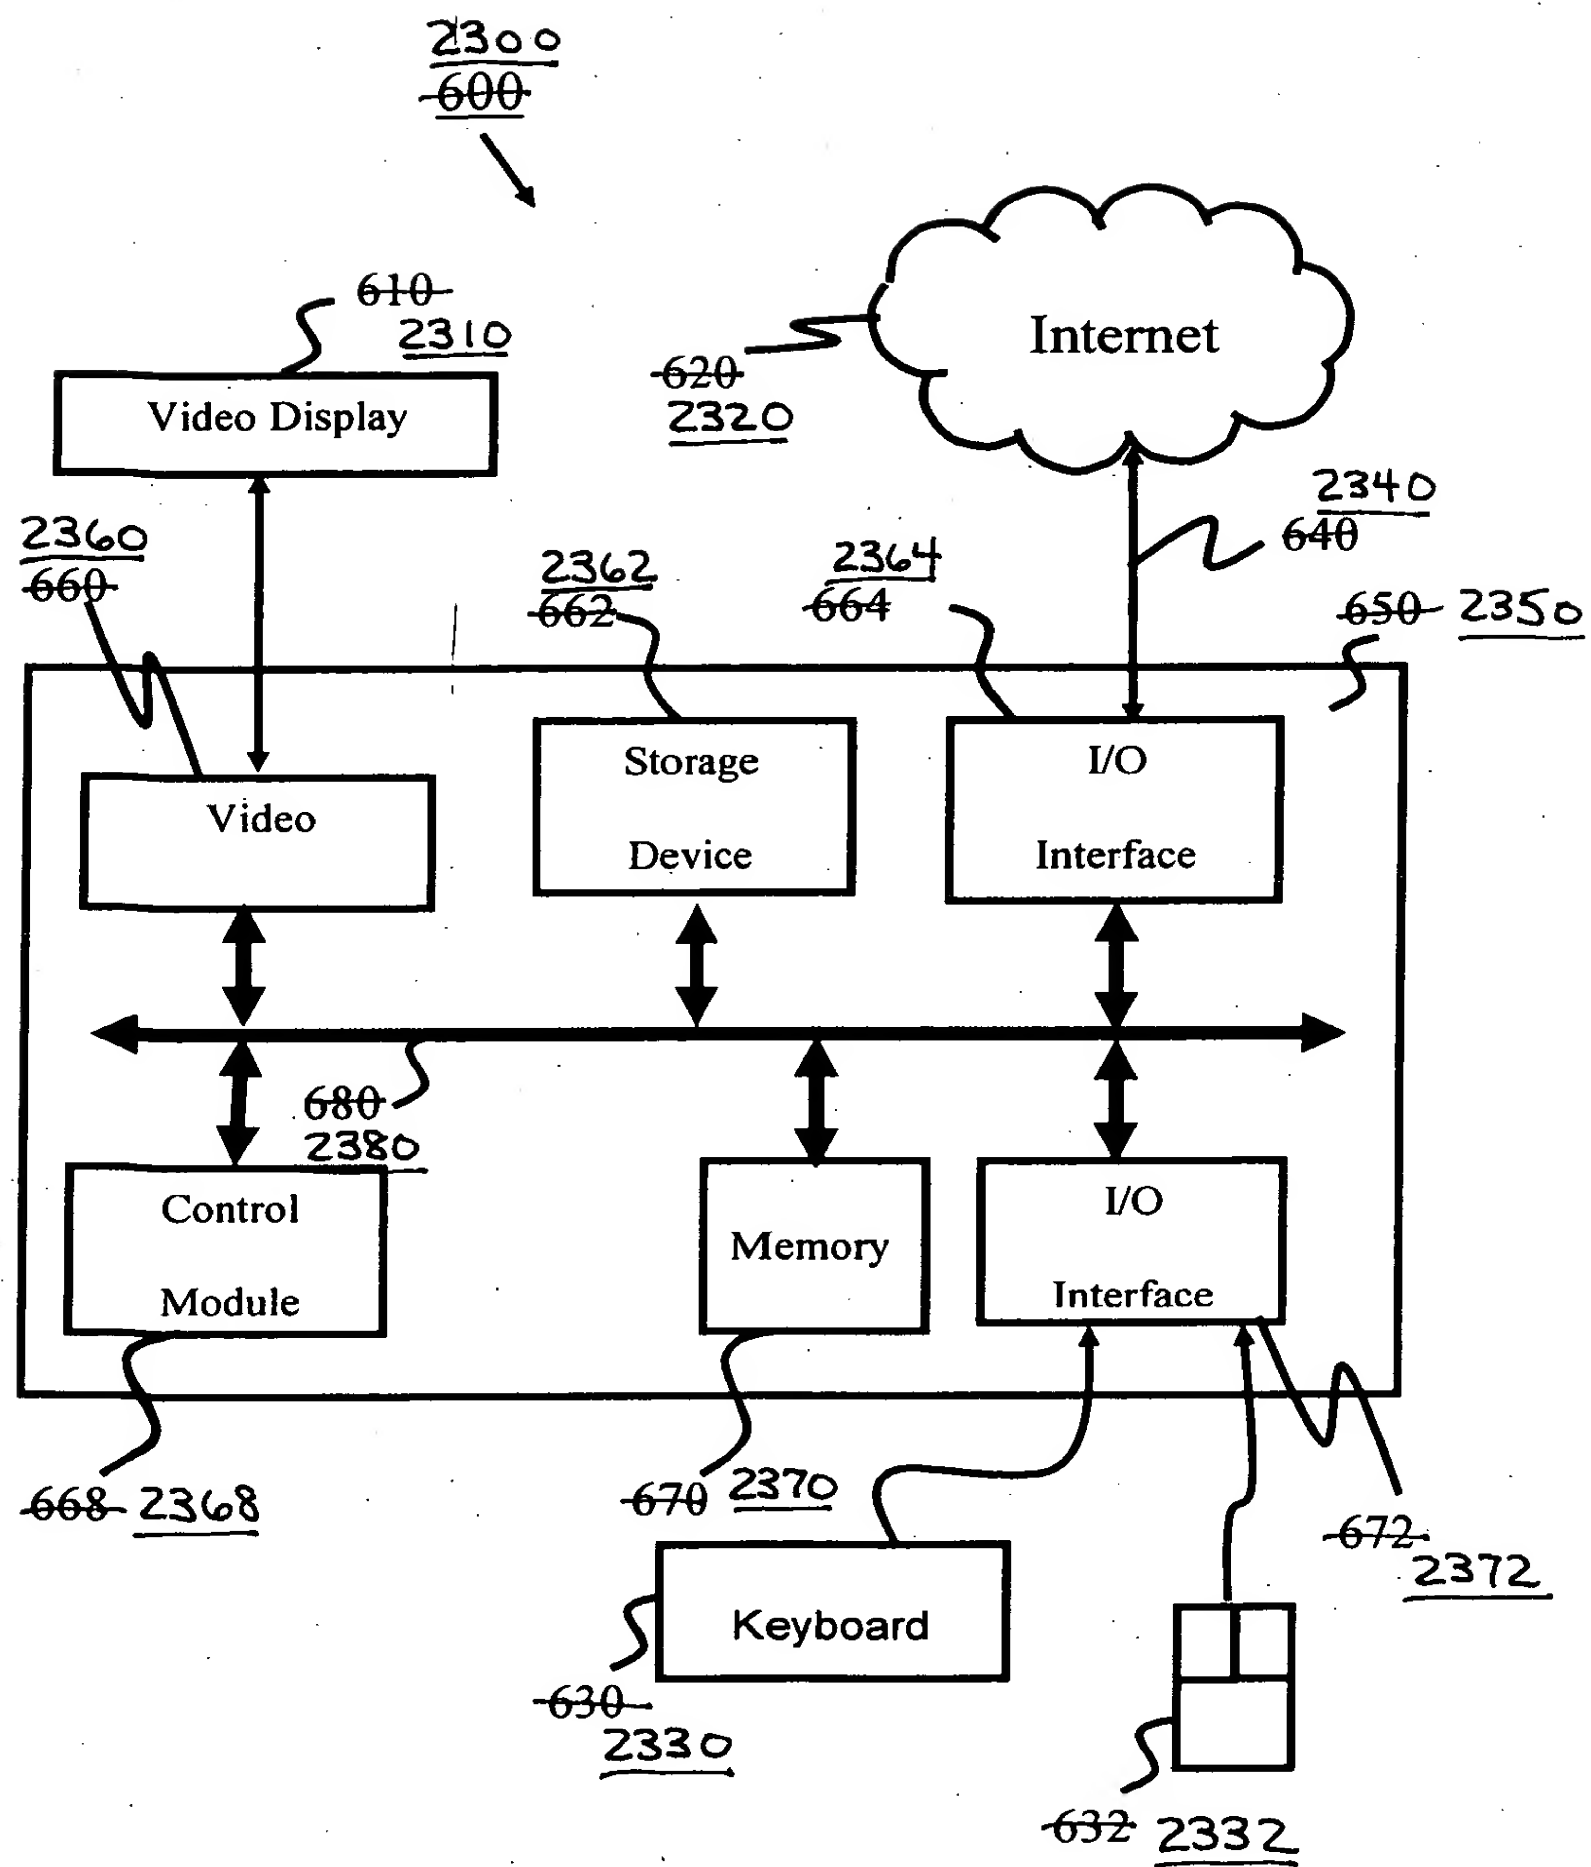 2300
600
610
2310
Video Display
Internet
620
2320
2340
640
2360
660
2362
662
2364
664
650 2350
Video
Storage
Device
I/O
Interface
680
2380
Control
Module
Memory
I/O
Interface
668 2368
670 2370
672
2372
Keyboard
630
2330
632 2332